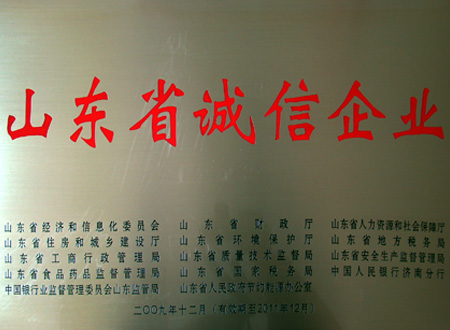 山东省诚信企业
山东省经济和信息化委员会 山东省财政厅 山东省人力资源和社会保障厅
山东省住房和城乡建设厅 山东省环境保护厅 山东省地方税务局
山东省工商行政管理局 山东省质量技术监督局 山东省安全生产监督管理局
山东省食品药品监督管理局 山东省国家税务局 中国人民银行济南分行
中国银行业监督管理委员会山东监管局 山东省人民政府节约能源办公室
二〇〇九年十二月(有效期至2011年12月)